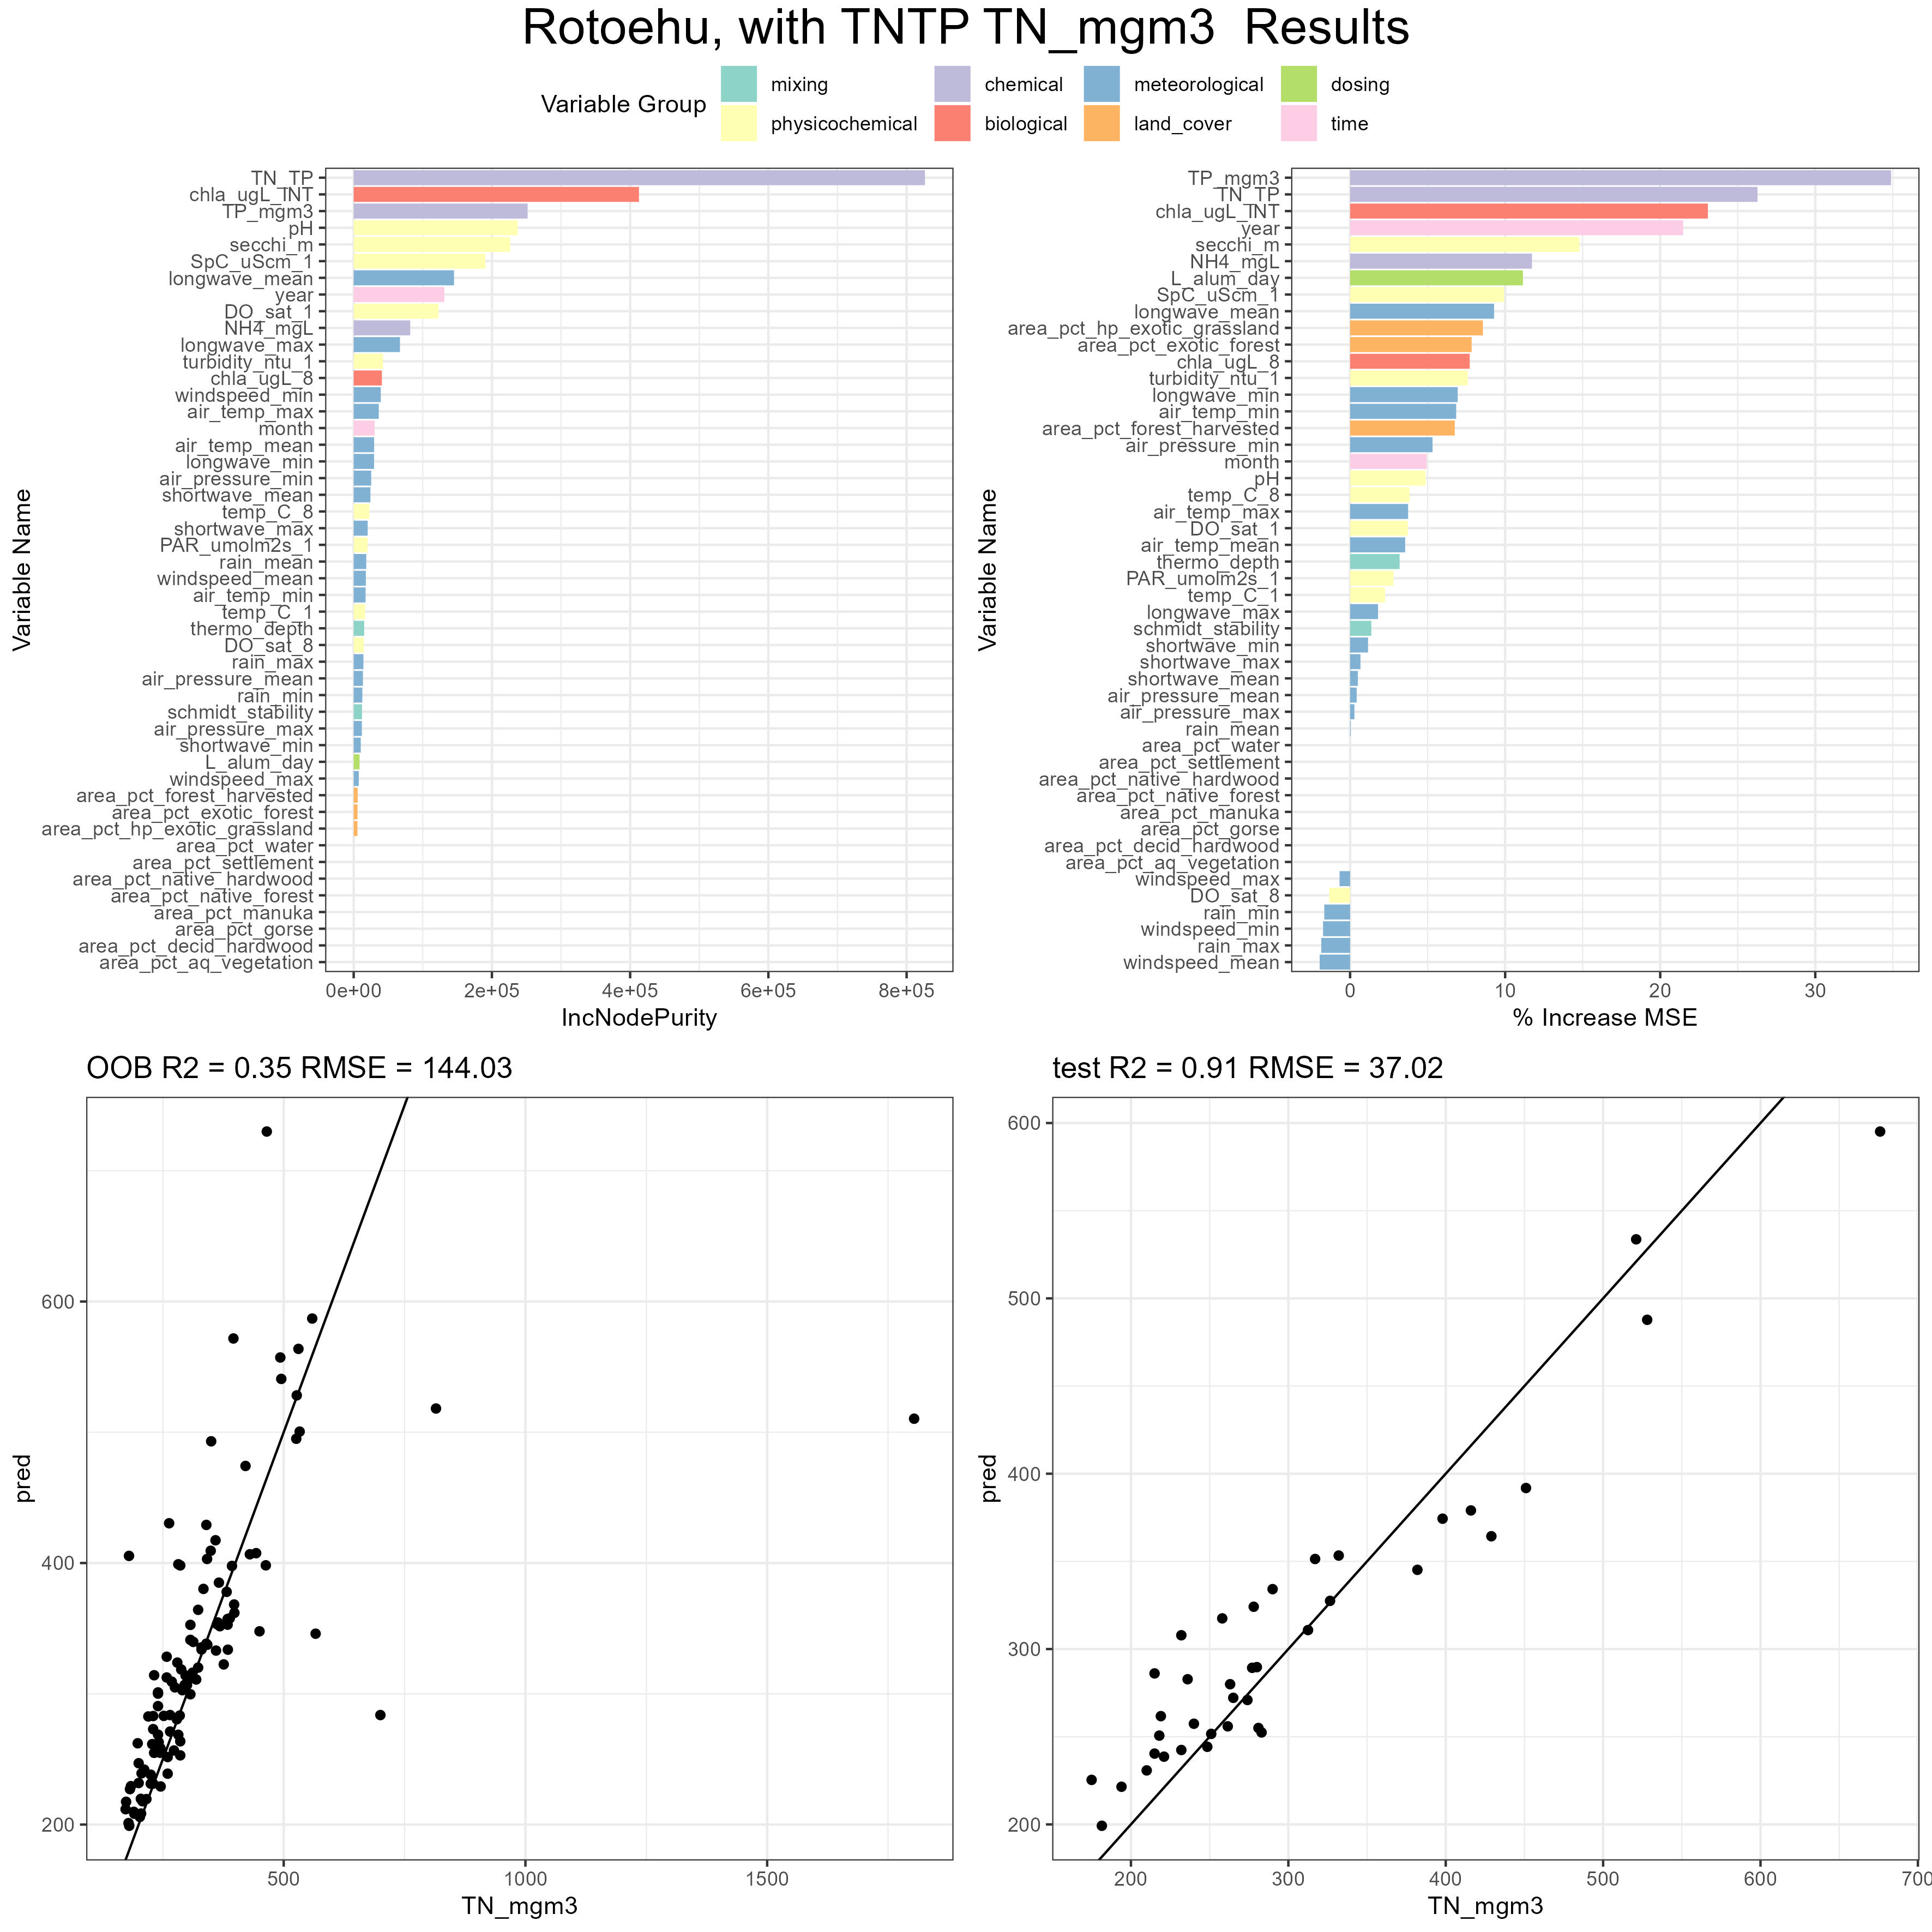 Rotoehu, with TNTP TN_mgm3  Results
Variable Group
mixing
chemical
meteorological
dosing
physicochemical
biological
land_cover
time
Variable Name
TN_TP
chla_ugL_INT
TP_mgm3
pH
secchi_m
SpC_uScm_1
longwave_mean
year
DO_sat_1
NH4_mgL
longwave_max
turbidity_ntu_1
chla_ugL_8
windspeed_min
air_temp_max
month
air_temp_mean
longwave_min
air_pressure_min
shortwave_mean
temp_C_8
shortwave_max
PAR_umolm2s_1
rain_mean
windspeed_mean
air_temp_min
temp_C_1
thermo_depth
DO_sat_8
rain_max
air_pressure_mean
rain_min
schmidt_stability
air_pressure_max
shortwave_min
L_alum_day
windspeed_max
area_pct_forest_harvested
area_pct_exotic_forest
area_pct_hp_exotic_grassland
area_pct_water
area_pct_settlement
area_pct_native_hardwood
area_pct_native_forest
area_pct_manuka
area_pct_gorse
area_pct_decid_hardwood
area_pct_aq_vegetation
0e+00 2e+05 4e+05 6e+05 8e+05
IncNodePurity
Variable Name
TP_mgm3
TN_TP
chla_ugL_INT
year
secchi_m
NH4_mgL
L_alum_day
SpC_uScm_1
longwave_mean
area_pct_hp_exotic_grassland
area_pct_exotic_forest
chla_ugL_8
turbidity_ntu_1
longwave_min
air_temp_min
area_pct_forest_harvested
air_pressure_min
month
pH
temp_C_8
air_temp_max
DO_sat_1
air_temp_mean
thermo_depth
PAR_umolm2s_1
temp_C_1
longwave_max
schmidt_stability
shortwave_min
shortwave_max
shortwave_mean
air_pressure_mean
air_pressure_max
rain_mean
area_pct_water
area_pct_settlement
area_pct_native_hardwood
area_pct_native_forest
area_pct_manuka
area_pct_gorse
area_pct_decid_hardwood
area_pct_aq_vegetation
windspeed_max
DO_sat_8
rain_min
windspeed_min
rain_max
windspeed_mean
0 10 20 30
% Increase MSE
OOB R2 = 0.35 RMSE = 144.03
pred
600
400
200
500 1000 1500
TN_mgm3
test R2 = 0.91 RMSE = 37.02
pred
600
500
400
300
200
200 300 400 500 600 700
TN_mgm3